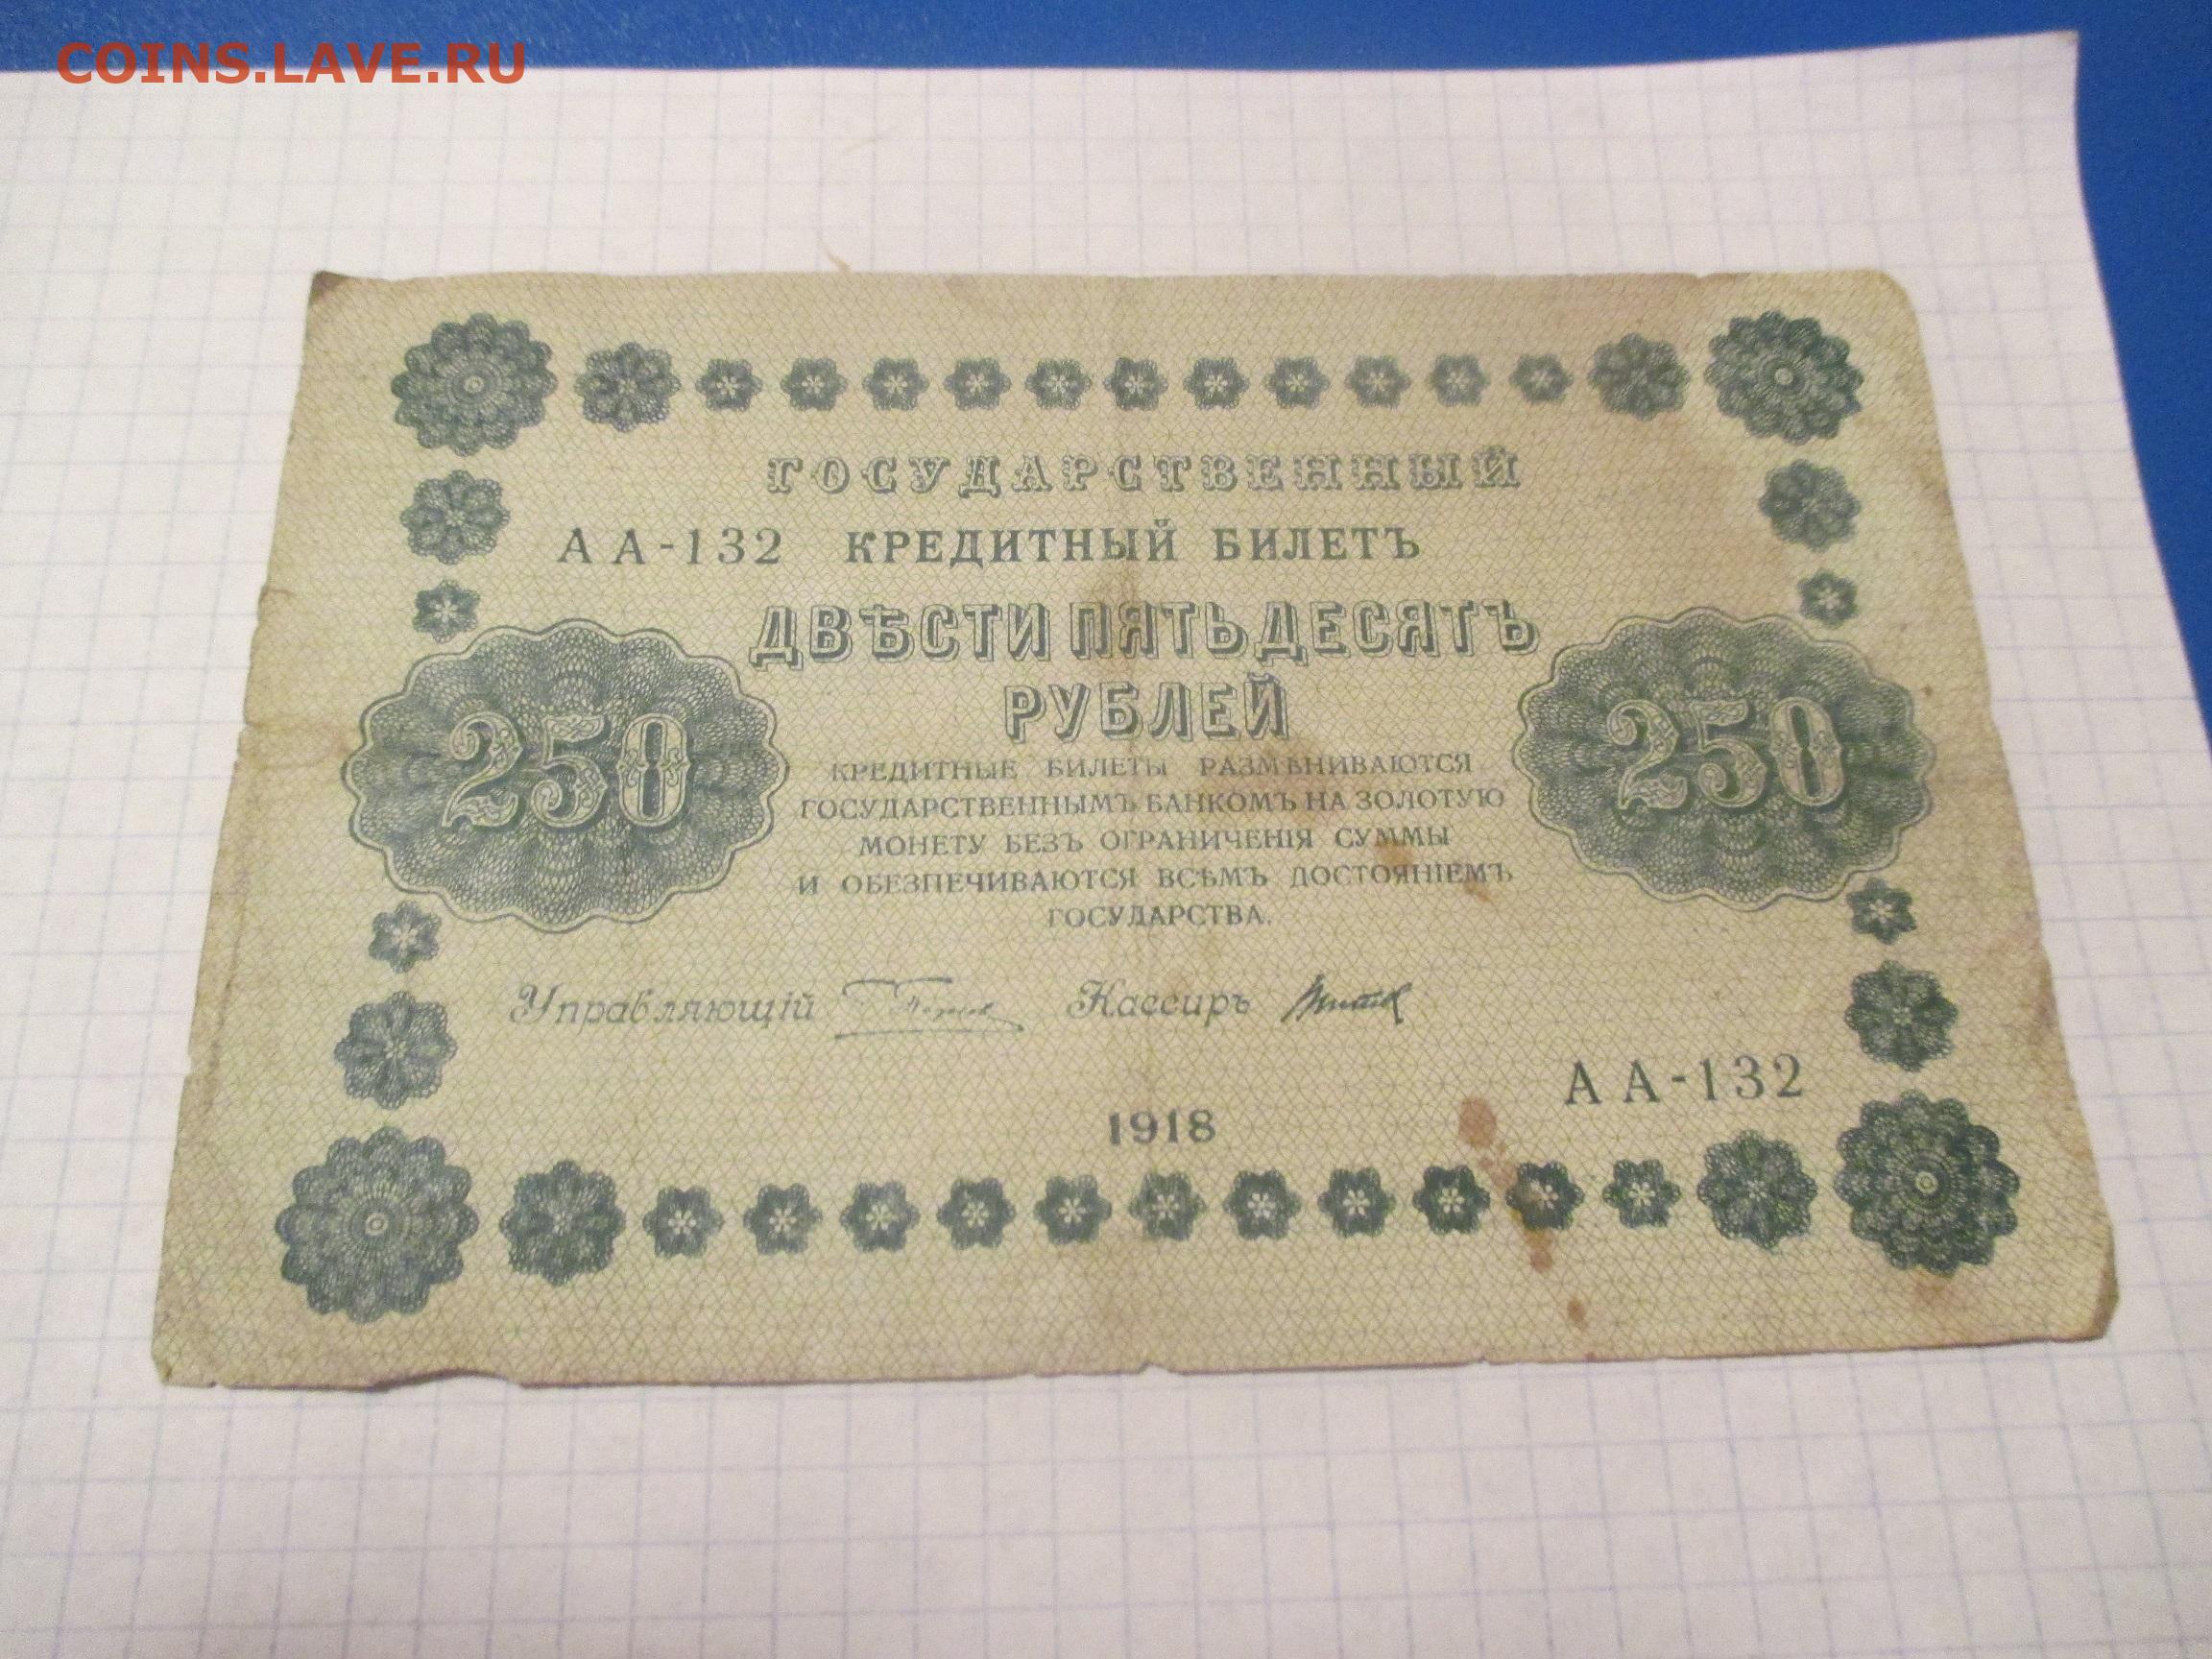 COINS.LAVE.RU
ГОСУДАРСТВЕННЫЙ
АА-132 КРЕДИТНЫЙ БИЛЕТЪ
ДВѢСТИ ПЯТЬДЕСЯТЪ
РУБЛЕЙ
250
250
КРЕДИТНЫЕ БИЛЕТЫ РАЗМѢНИВАЮТСЯ
ГОСУДАРСТВЕННЫМЪ БАНКОМЪ НА ЗОЛОТУЮ
МОНЕТУ БЕЗЪ ОГРАНИЧЕНІЯ СУММЫ
И ОБЕЗПЕЧИВАЮТСЯ ВСѢМЪ ДОСТОЯНІЕМЪ
ГОСУДАРСТВА.
Управляющій Кассиръ
АА-132
1918